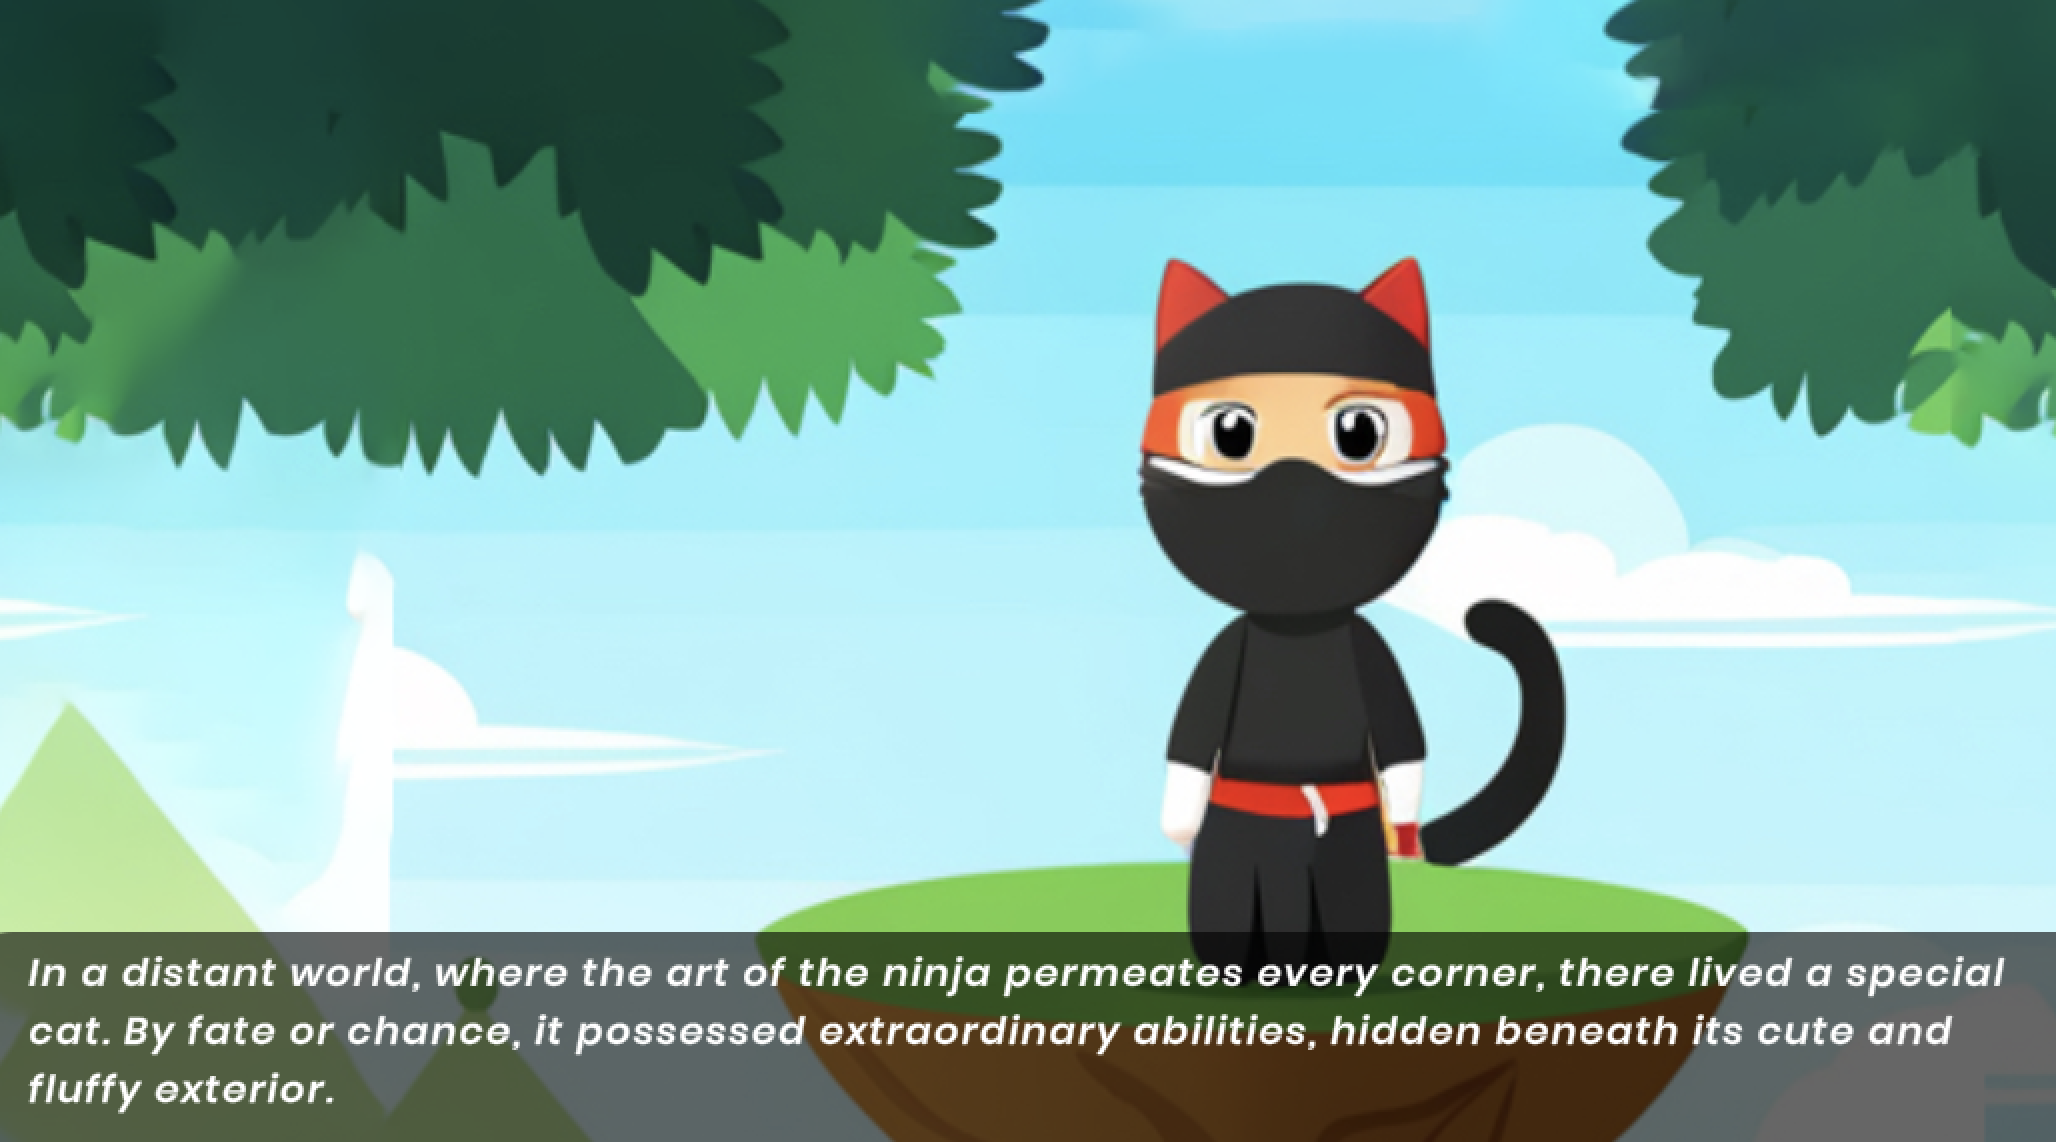 In a distant world, where the art of the ninja permeates every corner, there lived a special
cat. By fate or chance, it possessed extraordinary abilities, hidden beneath its cute and
fluffy exterior.